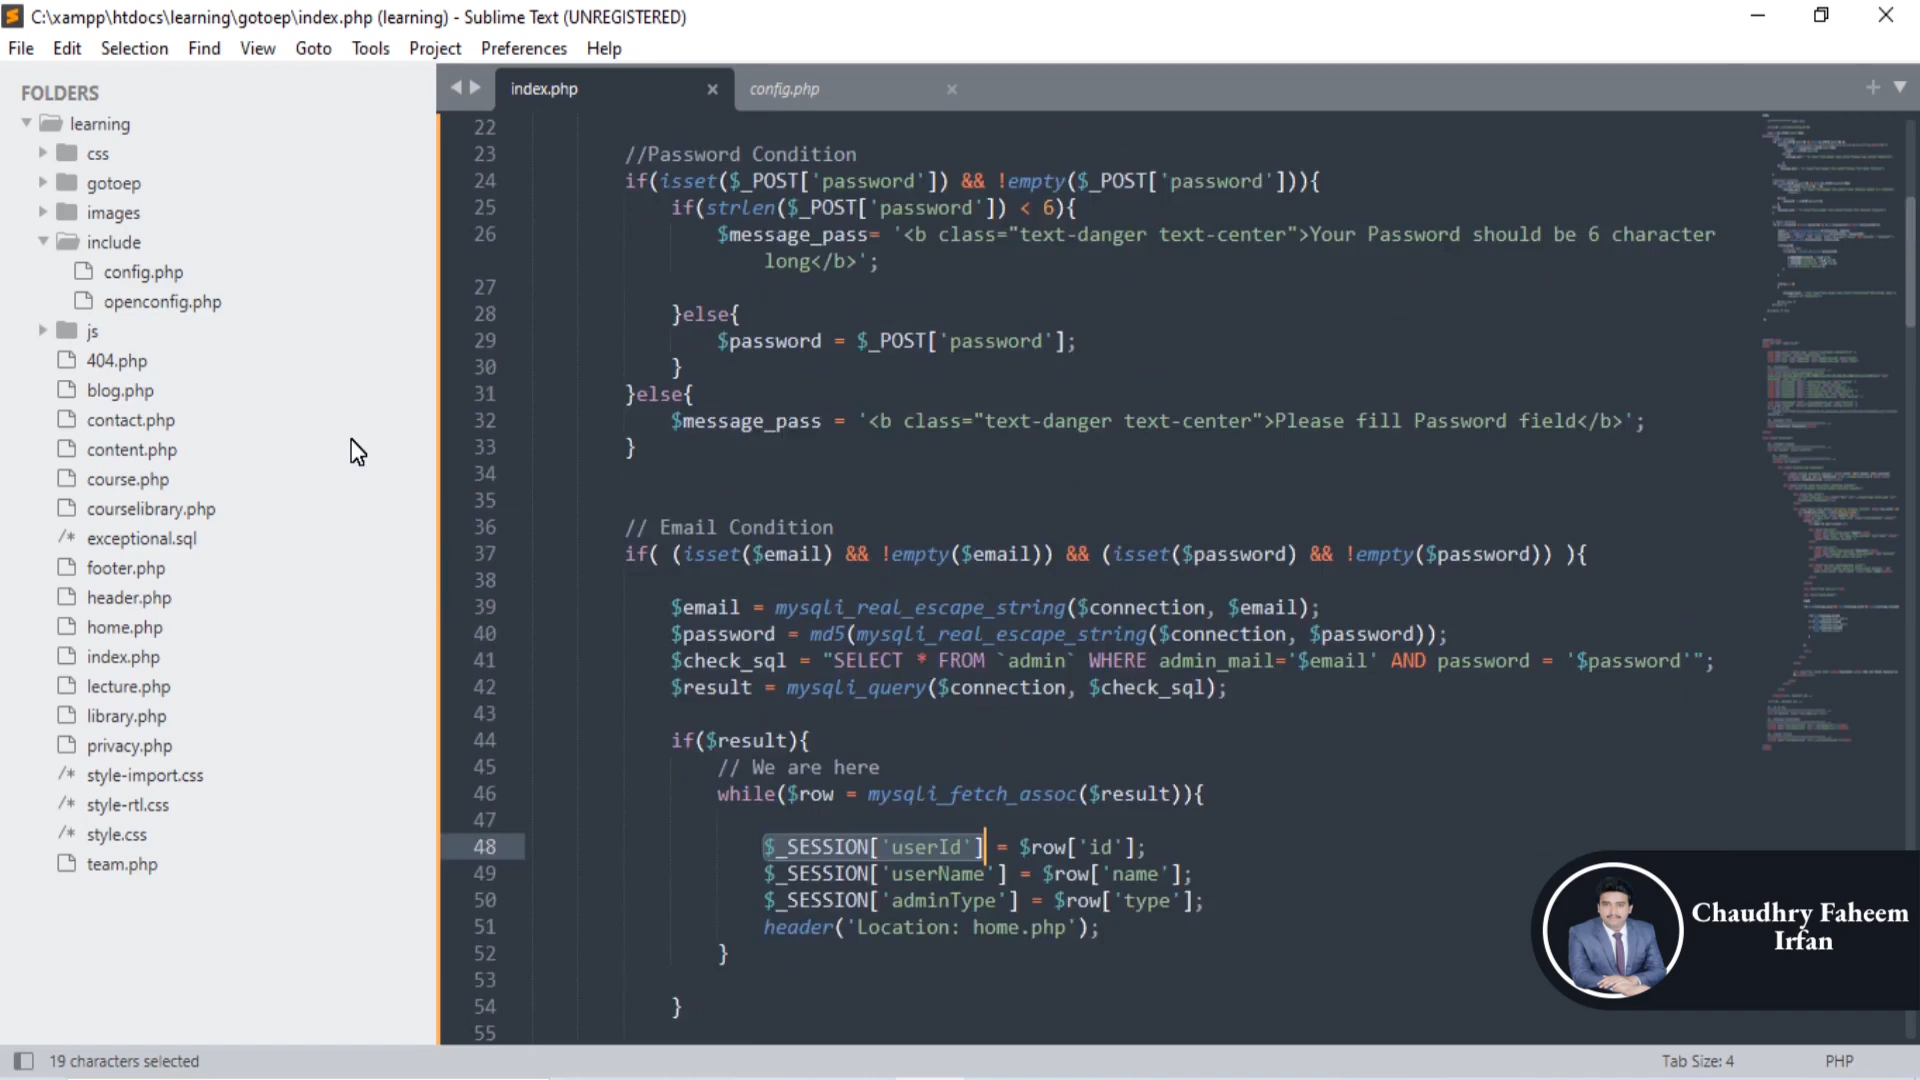 C:\xampp\htdocs\learning\gotoep\index.php (learning) - Sublime Text (UNREGISTERED)
File Edit Selection Find View Goto Tools Project Preferences Help
FOLDERS
learning
css
gotoep
images
include
config.php
openconfig.php
js
404.php
blog.php
contact.php
content.php
course.php
courselibrary.php
/* exceptional.sql
footer.php
header.php
home.php
index.php
lecture.php
library.php
privacy.php
/* style-import.css
/* style-rtl.css
/* style.css
team.php
index.php config.php
22
23 //Password Condition
24 if(isset($_POST['password']) && !empty($_POST['password'])){
25 if(strlen($_POST['password']) < 6){
26 $message_pass= '<b class="text-danger text-center">Your Password should be 6 character
long</b>';
27
28 }else{
29 $password = $_POST['password'];
30 }
31 }else{
32 $message_pass = '<b class="text-danger text-center">Please fill Password field</b>';
33 }
34
35
36 // Email Condition
37 if( (isset($email) && !empty($email)) && (isset($password) && !empty($password)) ){
38
39 $email = mysqli_real_escape_string($connection, $email);
40 $password = md5(mysqli_real_escape_string($connection, $password));
41 $check_sql = "SELECT * FROM `admin` WHERE admin_mail='$email' AND password = '$password'";
42 $result = mysqli_query($connection, $check_sql);
43
44 if($result){
45 // We are here
46 while($row = mysqli_fetch_assoc($result)){
47
48 $_SESSION['userId'] = $row['id'];
49 $_SESSION['userName'] = $row['name'];
50 $_SESSION['adminType'] = $row['type'];
51 header('Location: home.php');
52 }
53
54 }
55
Chaudhry Faheem
Irfan
19 characters selected
Tab Size: 4 PHP